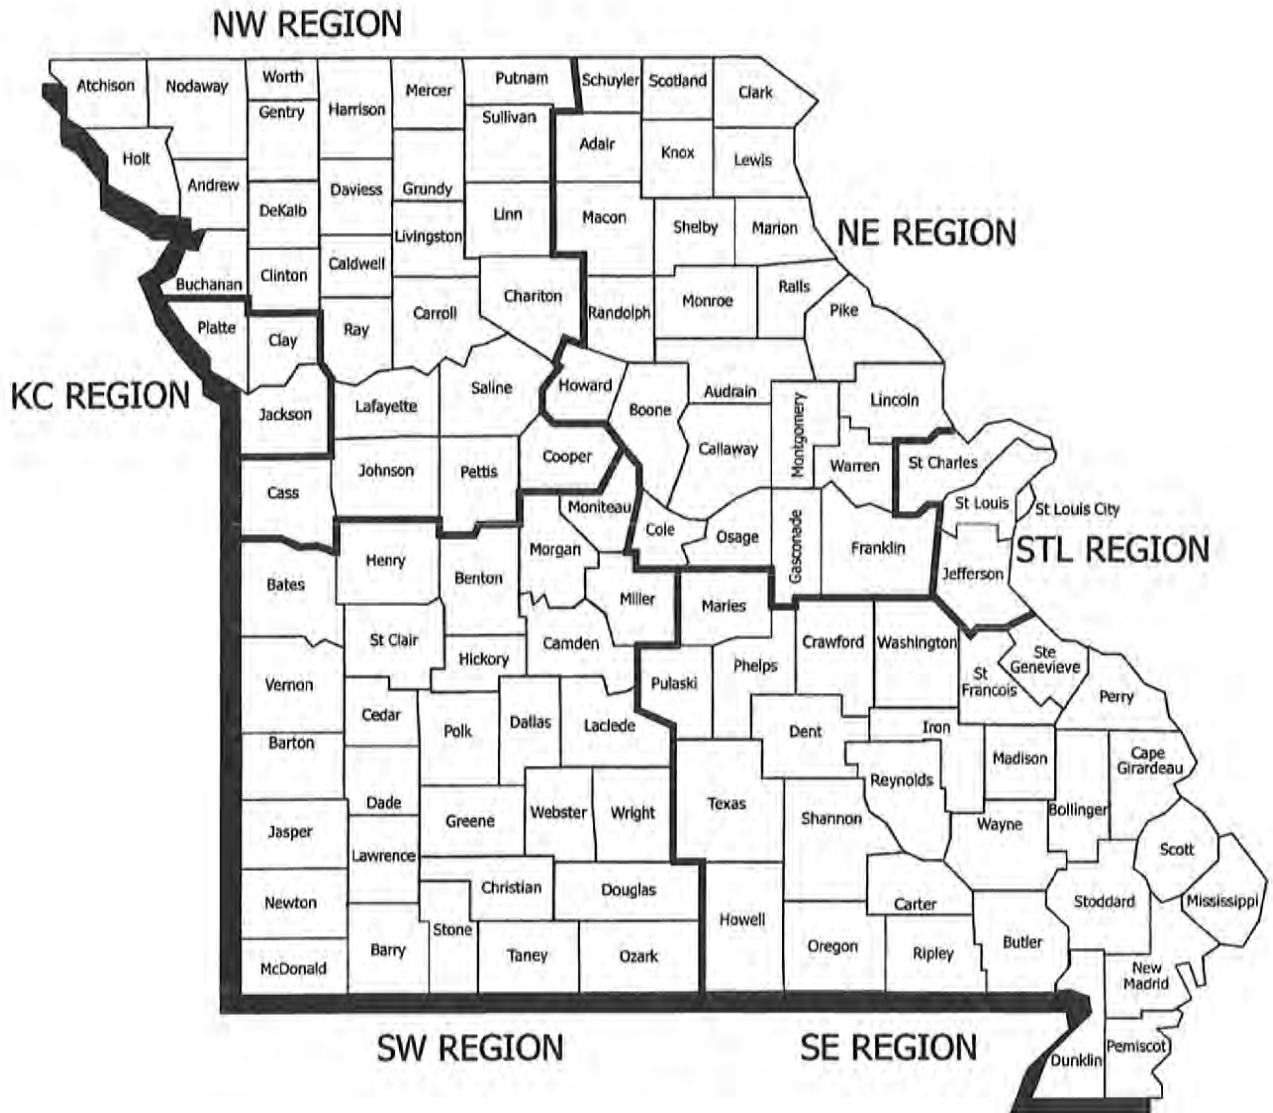 NW REGION
Atchison
Nodaway
Worth
Gentry
Harrison
Mercer
Putnam
Sullivan
Schuyler
Scotland
Clark
Adair
Knox
Lewis
Holt
Andrew
DeKalb
Daviess
Grundy
Livingston
Linn
Macon
Shelby
Marion
NE REGION
Buchanan
Clinton
Caldwell
Chariton
Carroll
Ray
Randolph
Monroe
Ralls
Pike
Platte
Clay
KC REGION
Jackson
Lafayette
Saline
Howard
Boone
Audrain
Callaway
Montgomery
Lincoln
Warren
St Charles
St Louis
St Louis City
STL REGION
Cass
Johnson
Pettis
Cooper
Moniteau
Cole
Osage
Gasconade
Franklin
Jefferson
Bates
Henry
Benton
Morgan
Miller
Maries
Crawford
Washington
Ste
Genevieve
St
Francois
Perry
St Clair
Hickory
Camden
Pulaski
Phelps
Vernon
Cedar
Polk
Dallas
Laclede
Dent
Iron
Madison
Cape
Girardeau
Barton
Dade
Greene
Webster
Wright
Texas
Shannon
Reynolds
Wayne
Bollinger
Scott
Mississippi
Jasper
Lawrence
Christian
Douglas
Howell
Carter
Stoddard
Newton
Stone
Barry
Taney
Ozark
Oregon
Ripley
Butler
New
Madrid
McDonald
SW REGION
SE REGION
Dunklin
Pemiscot